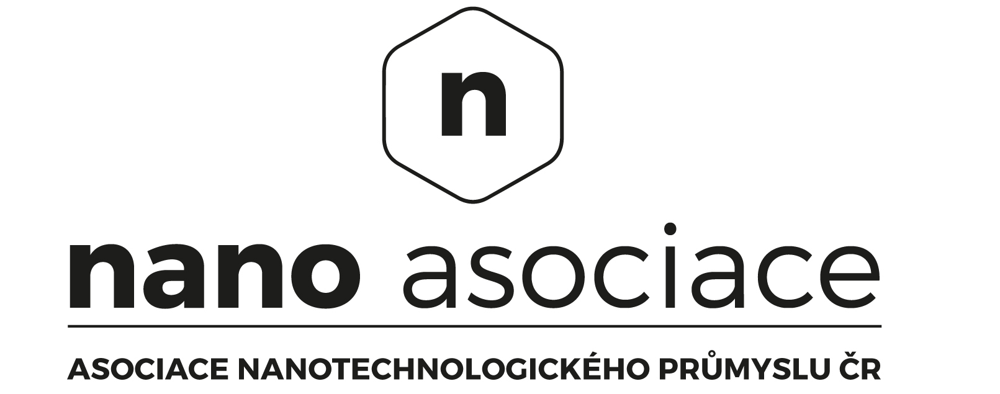 n
nano asociace
ASOCIACE NANOTECHNOLOGICKÉHO PRŮMYSLU ČR